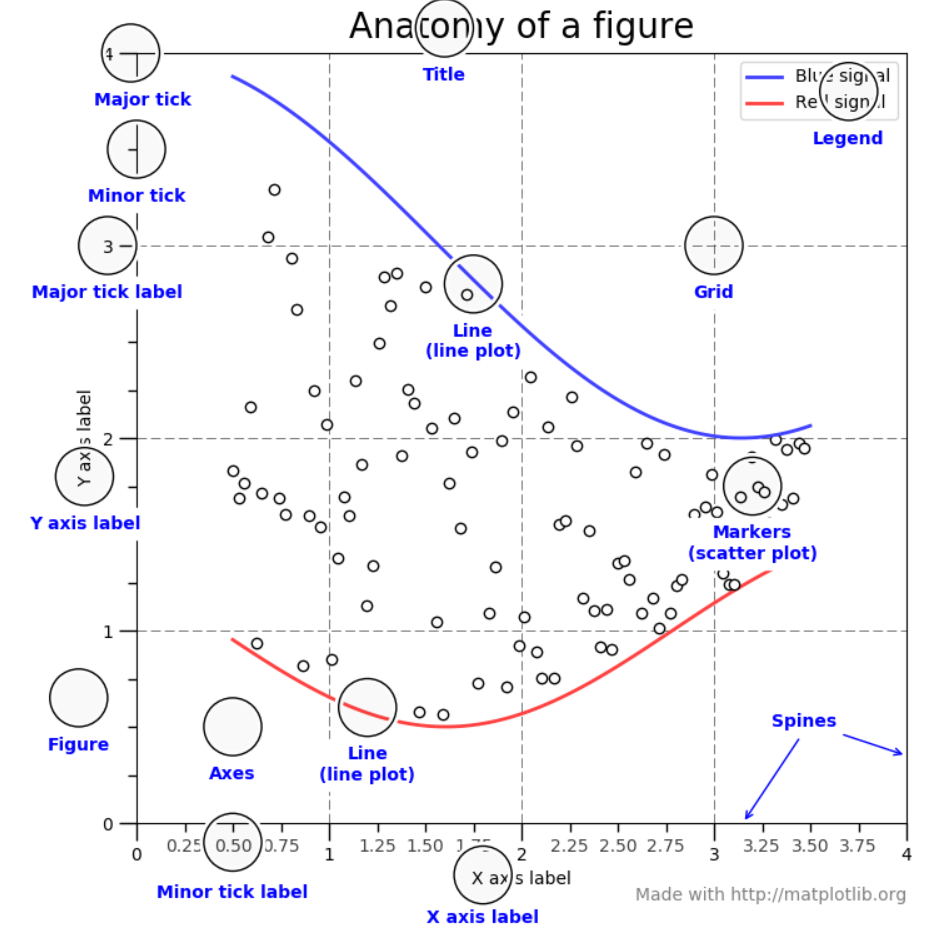 Anatomy of a figure
Title
4
Major tick
Blue signal
Red signal
Legend
Minor tick
3
Major tick label
Grid
Line
(line plot)
2
Y axis label
Y axis label
Markers
(scatter plot)
1
Figure
Axes
Line
(line plot)
Spines
0
0 0.25 0.50 0.75 1 1.25 1.50 1.75 2 2.25 2.50 2.75 3 3.25 3.50 3.75 4
Minor tick label
X axis label
X axis label
Made with http://matplotlib.org